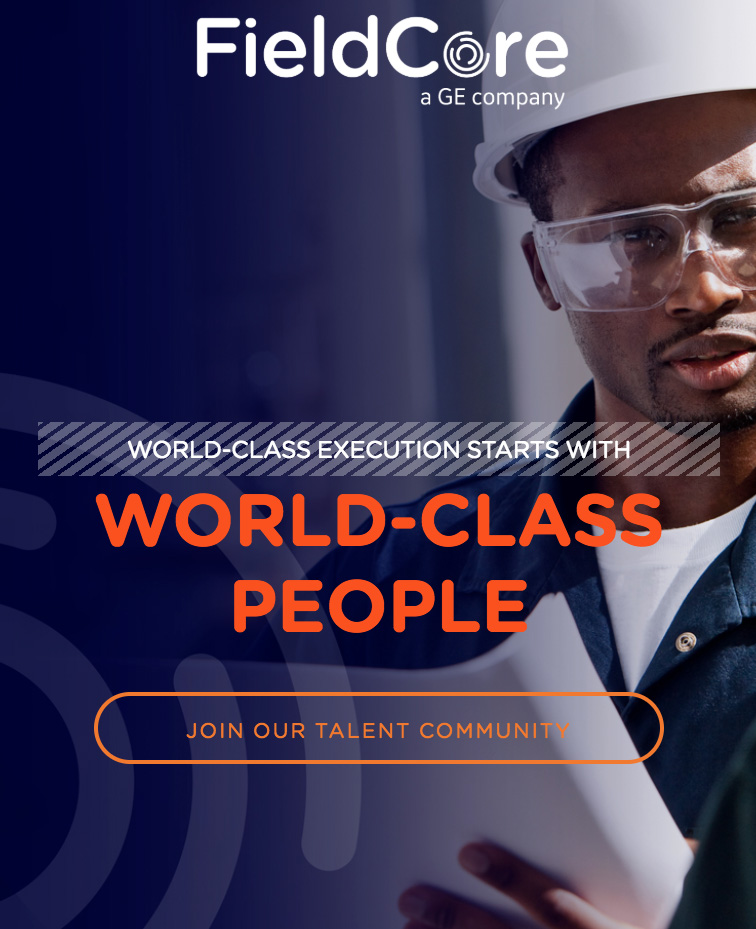 FieldCore
a GE company
WORLD-CLASS EXECUTION STARTS WITH
WORLD-CLASS
PEOPLE
JOIN OUR TALENT COMMUNITY